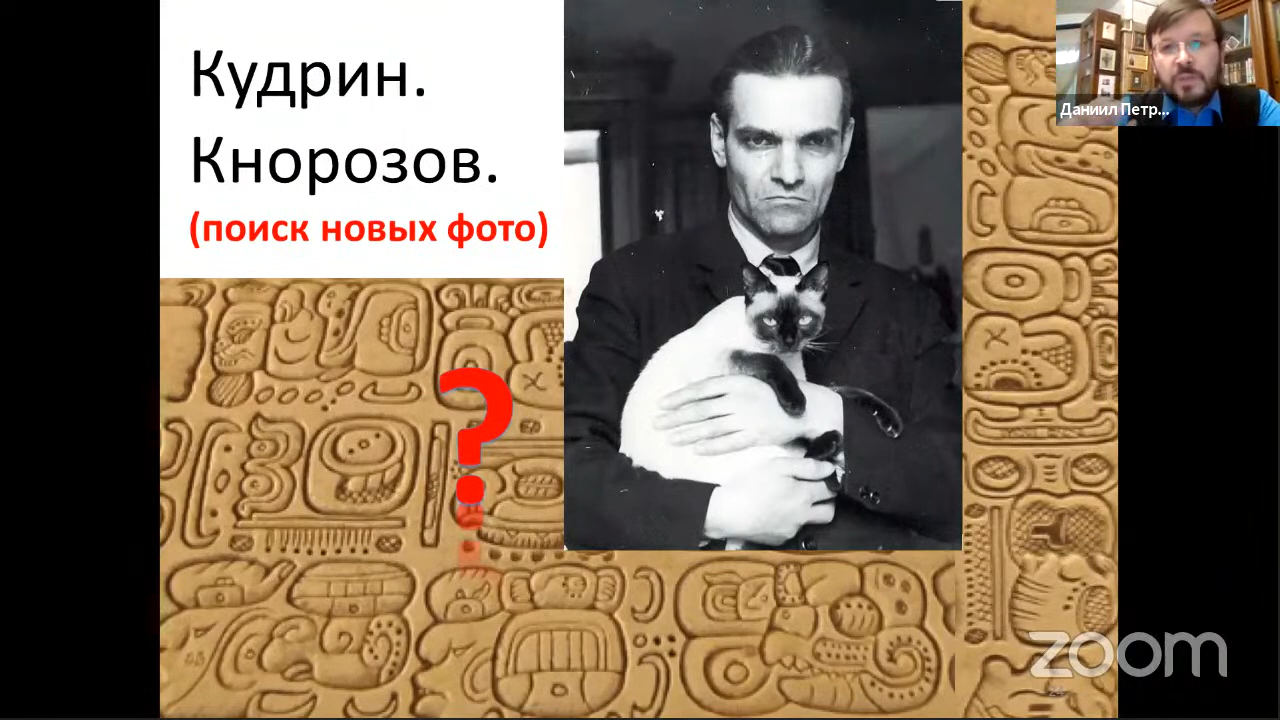 Кудрин.
Кнорозов.
(поиск новых фото)
?
Даниил Петр...
zoom